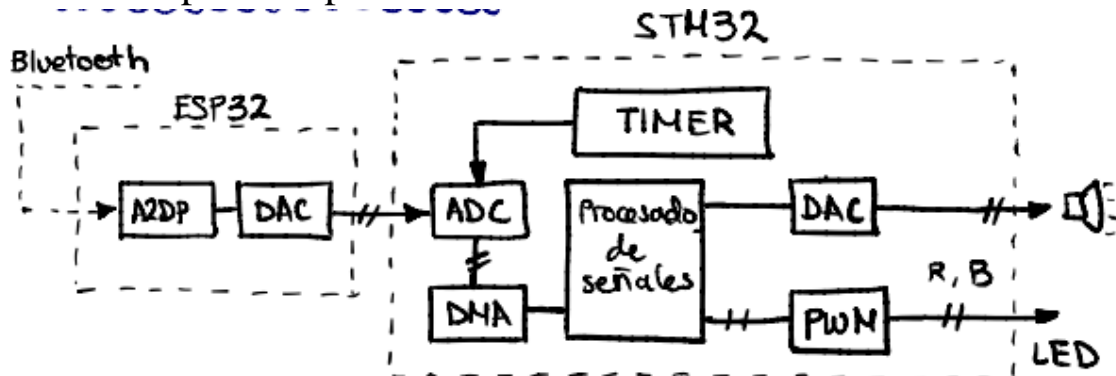 STM32
Bluetooth
ESP32
TIMER
A2DP
DAC
ADC
Procesado
de
señales
DAC
DMA
PWM
R, B
LED